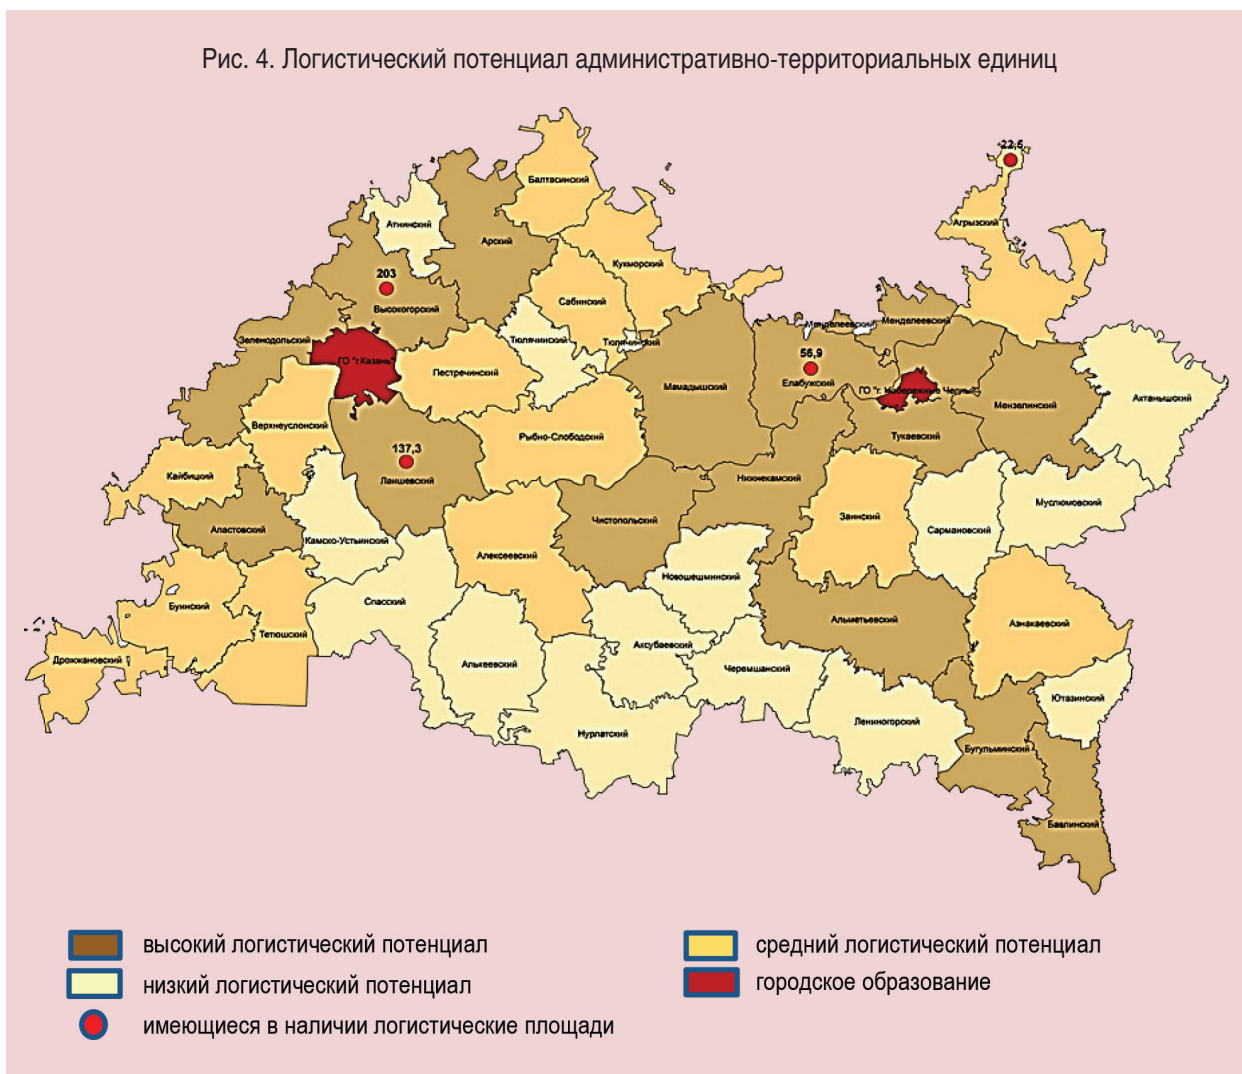 Рис. 4. Логистический потенциал административно-территориальных единиц
22,5
Балтасинский
Агрызский
Атнинский
Арский
Кукморский
203
Сабинский
Высокогорский
Менделеевский
Менделеевский
Зеленодольский
Тюлячинский
Тюлячинский
56,9
ГО "г.Казань"
Пестречинский
Мамадышский
Елабужский
ГО "г. Набережные Челны"
Актанышский
Мензелинский
Верхнеуслонский
Рыбно-Слободский
Тукаевский
137,3
Кайбицкий
Лаишевский
Нижнекамский
Муслюмовский
Заинский
Апастовский
Чистопольский
Сармановский
Камско-Устьинский
Алексеевский
Новошешминский
Спасский
Буинский
Альметьевский
Азнакаевский
Тетюшский
Аксубаевский
Дрожжановский
Алькеевский
Черемшанский
Ютазинский
Лениногорский
Нурлатский
Бугульминский
Бавлинский
высокий логистический потенциал
средний логистический потенциал
низкий логистический потенциал
городское образование
имеющиеся в наличии логистические площади